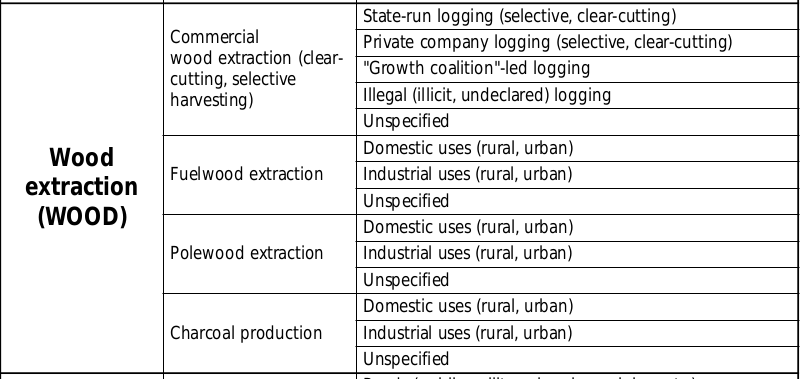 Wood
extraction
(WOOD)
Commercial
wood extraction (clear-
cutting, selective
harvesting)
State-run logging (selective, clear-cutting)
Private company logging (selective, clear-cutting)
"Growth coalition"-led logging
Illegal (illicit, undeclared) logging
Unspecified
Fuelwood extraction
Domestic uses (rural, urban)
Industrial uses (rural, urban)
Unspecified
Polewood extraction
Domestic uses (rural, urban)
Industrial uses (rural, urban)
Unspecified
Charcoal production
Domestic uses (rural, urban)
Industrial uses (rural, urban)
Unspecified